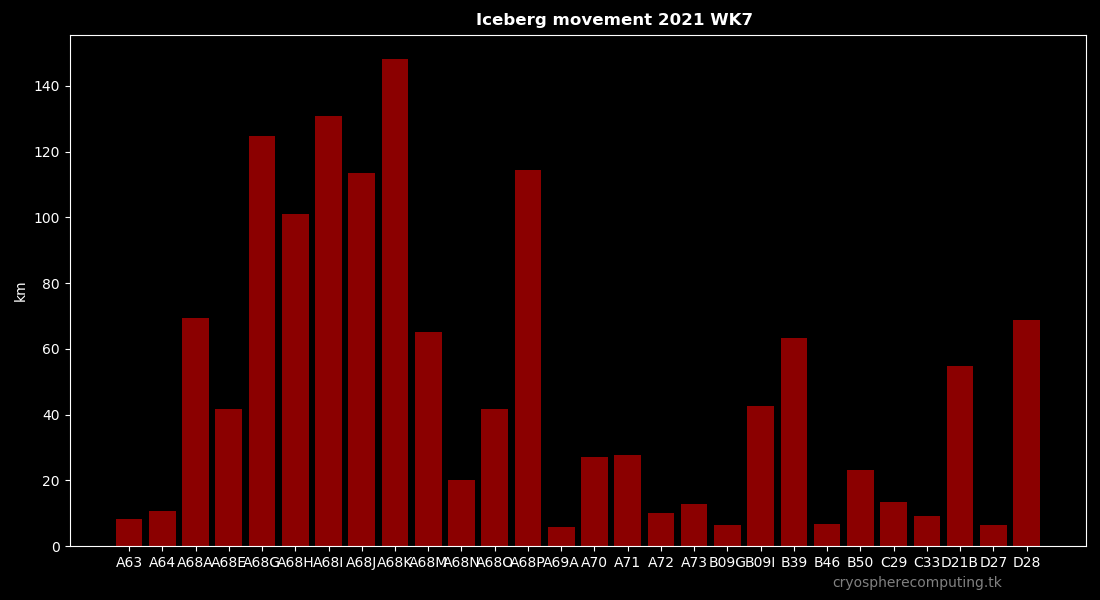 Iceberg movement 2021 WK7
140
120
100
80
60
40
20
0
km
A63 A64 A68A A68E A68G A68H A68I A68J A68K A68M A68N A68O A68P A69A A70 A71 A72 A73 B09G B09I B39 B46 B50 C29 C33 D21B D27 D28
cryospherecomputing.tk